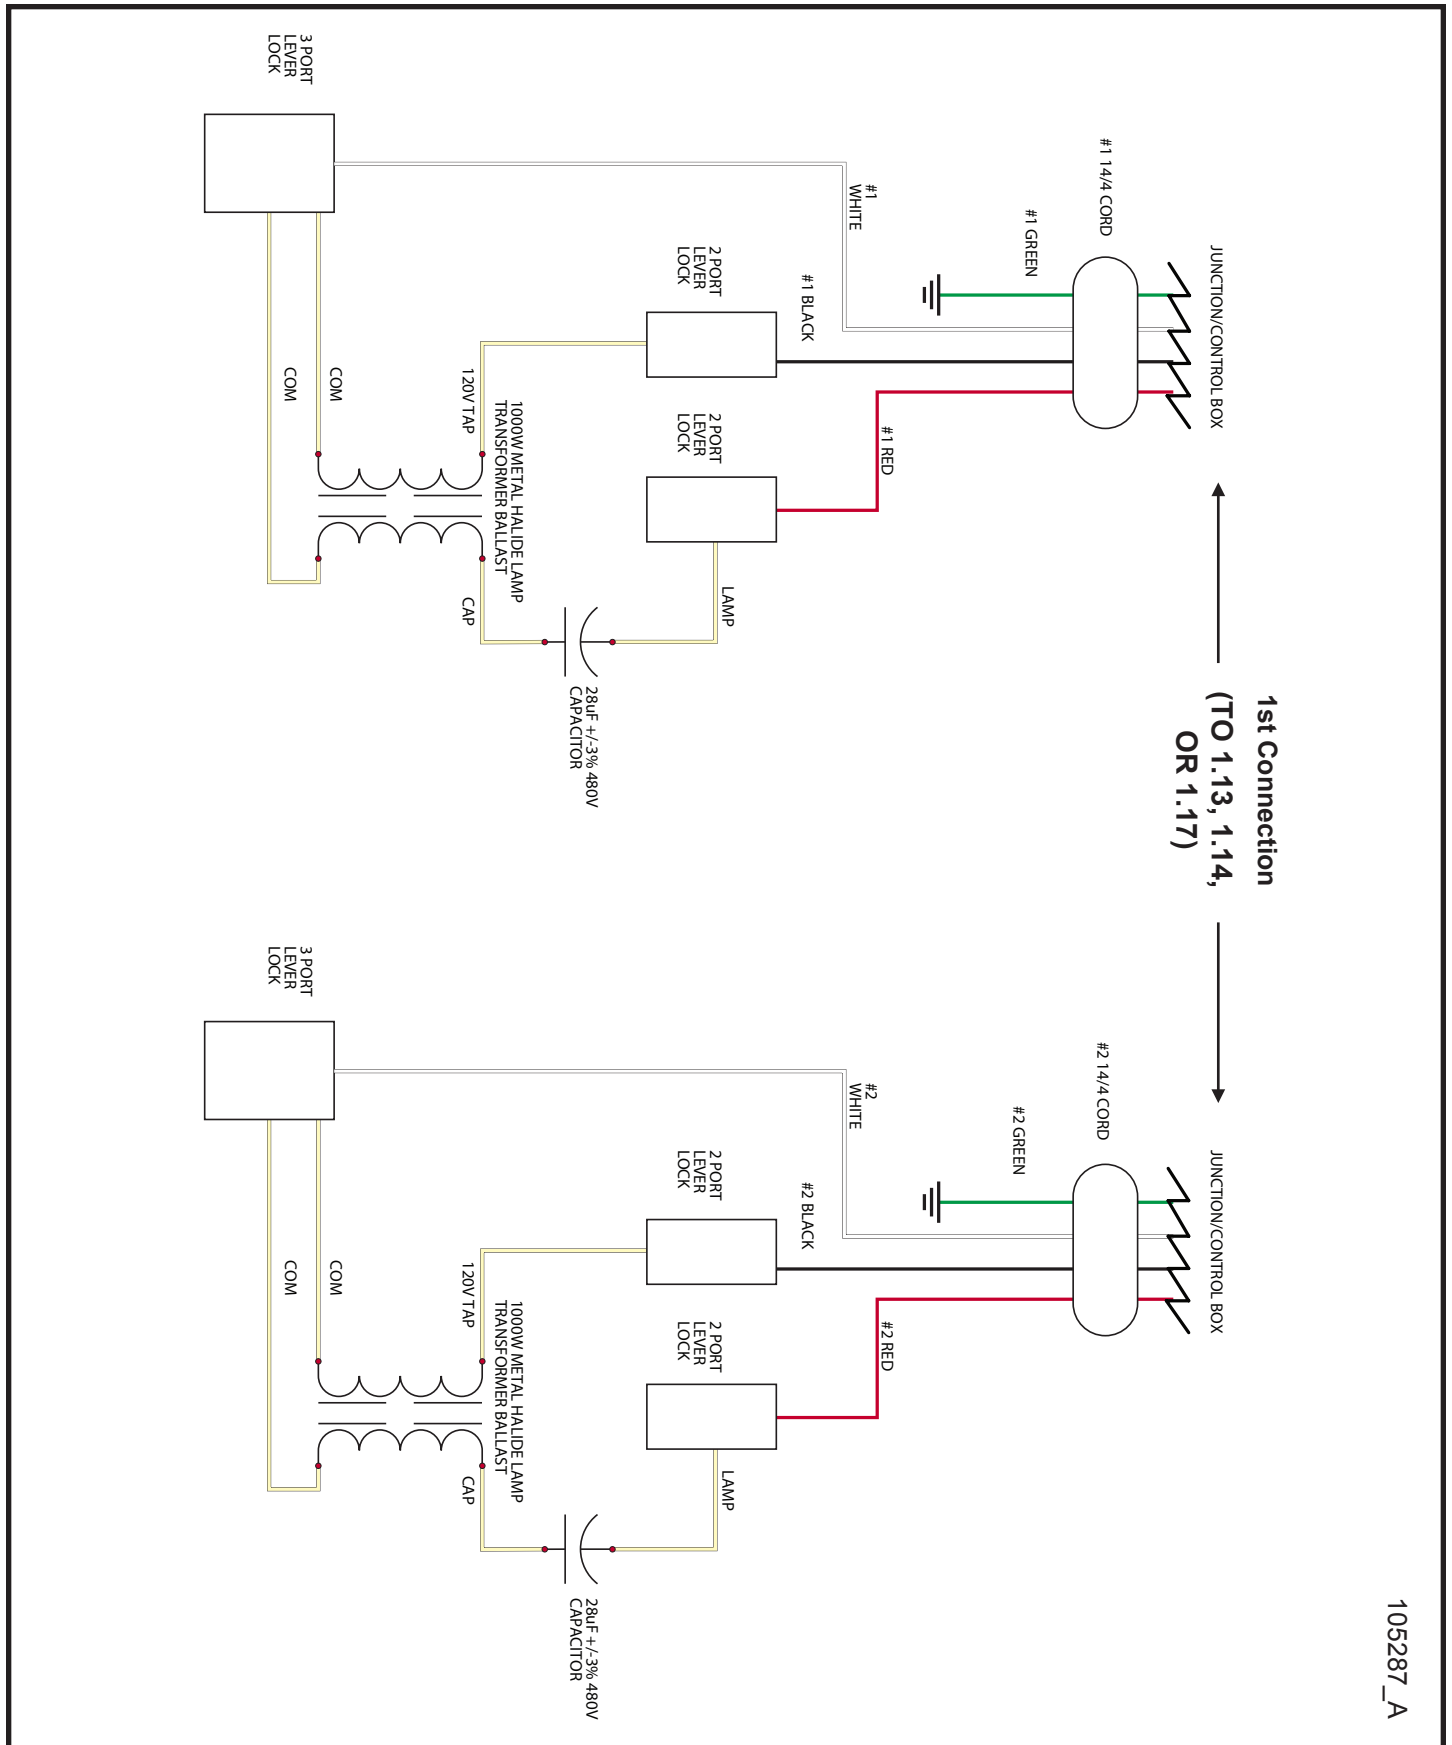 105287_A
1st Connection
(TO 1.13, 1.14,
OR 1.17)
JUNCTION/CONTROL BOX
#1 14/4 CORD
#1 GREEN
#1
WHITE
#1 BLACK
#1 RED
2 PORT
LEVER
LOCK
2 PORT
LEVER
LOCK
LAMP
28uF +/-3% 480V
CAPACITOR
1000W METAL HALIDE LAMP
TRANSFORMER BALLAST
120V TAP
CAP
3 PORT
LEVER
LOCK
COM
COM
JUNCTION/CONTROL BOX
#2 14/4 CORD
#2 GREEN
#2
WHITE
#2 BLACK
#2 RED
2 PORT
LEVER
LOCK
2 PORT
LEVER
LOCK
LAMP
28uF +/-3% 480V
CAPACITOR
1000W METAL HALIDE LAMP
TRANSFORMER BALLAST
120V TAP
CAP
3 PORT
LEVER
LOCK
COM
COM